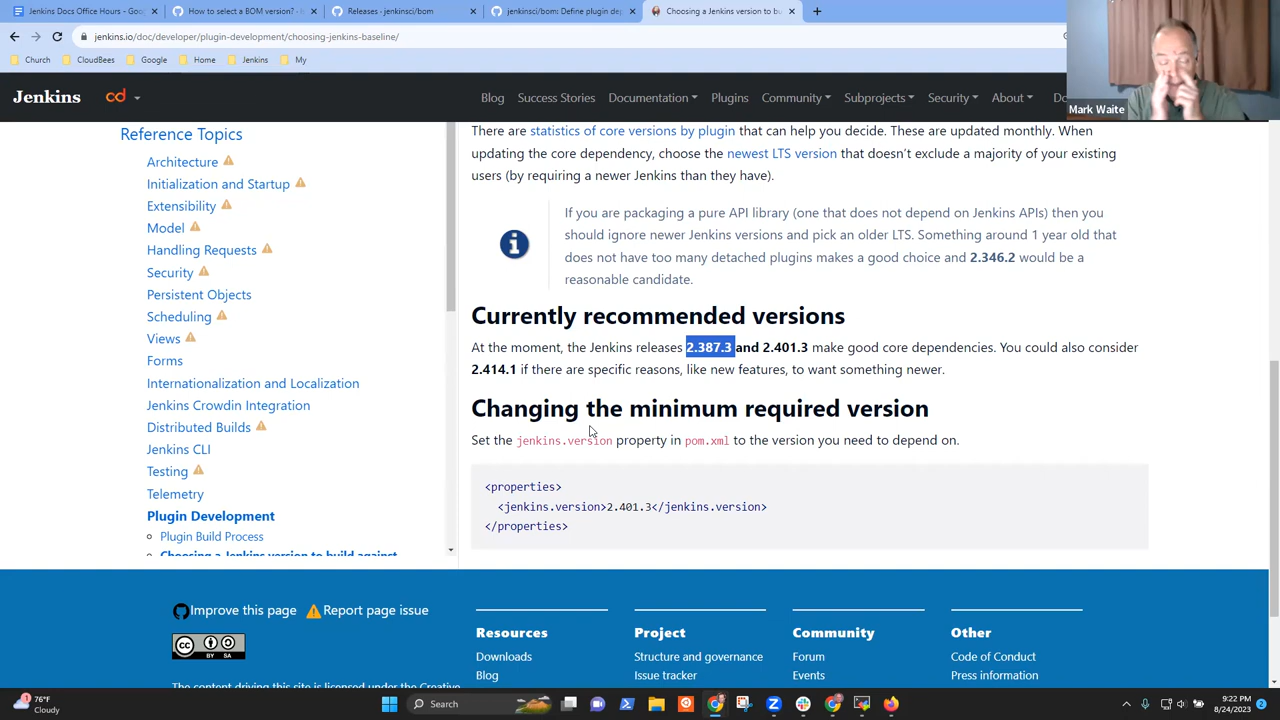 Jenkins Docs Office Hours - Goo
How to select a BOM version? - i
Releases · jenkinsci/bom
jenkinsci/bom: Define plugin dep
Choosing a Jenkins version to bu
jenkins.io/doc/developer/plugin-development/choosing-jenkins-baseline/
Church
CloudBees
Google
Home
Jenkins
My
Mark Waite
Jenkins
cd
Blog
Success Stories
Documentation
Plugins
Community
Subprojects
Security
About
Reference Topics
Architecture
Initialization and Startup
Extensibility
Model
Handling Requests
Security
Persistent Objects
Scheduling
Views
Forms
Internationalization and Localization
Jenkins Crowdin Integration
Distributed Builds
Jenkins CLI
Testing
Telemetry
Plugin Development
Plugin Build Process
Choosing a Jenkins version to build against
There are statistics of core versions by plugin that can help you decide. These are updated monthly. When
updating the core dependency, choose the newest LTS version that doesn't exclude a majority of your existing
users (by requiring a newer Jenkins than they have).
If you are packaging a pure API library (one that does not depend on Jenkins APIs) then you
should ignore newer Jenkins versions and pick an older LTS. Something around 1 year old that
does not have too many detached plugins makes a good choice and 2.346.2 would be a
reasonable candidate.
Currently recommended versions
At the moment, the Jenkins releases 2.387.3 and 2.401.3 make good core dependencies. You could also consider
2.414.1 if there are specific reasons, like new features, to want something newer.
Changing the minimum required version
Set the jenkins.version property in pom.xml to the version you need to depend on.
<properties>
<jenkins.version>2.401.3</jenkins.version>
</properties>
Improve this page
Report page issue
BY SA
The content driving this site is licensed under the Creative
Resources
Downloads
Blog
Project
Structure and governance
Issue tracker
Community
Forum
Events
Other
Code of Conduct
Press information
76°F
Cloudy
Search
9:22 PM
8/24/2023